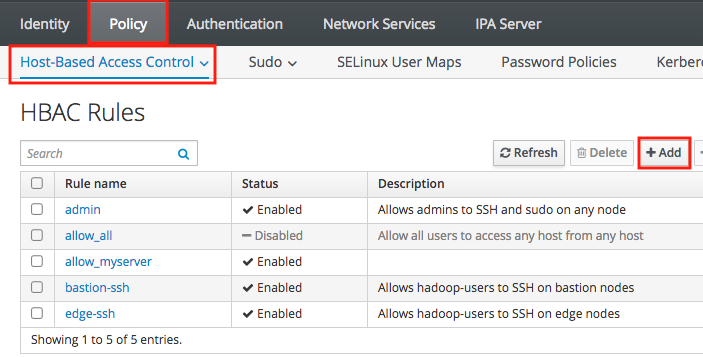 Identity Policy Authentication Network Services IPA Server
Host-Based Access Control Sudo SELinux User Maps Password Policies Kerber
HBAC Rules
Search Refresh Delete Add
Rule name Status Description
admin Enabled Allows admins to SSH and sudo on any node
allow_all Disabled Allow all users to access any host from any host
allow_myserver Enabled
bastion-ssh Enabled Allows hadoop-users to SSH on bastion nodes
edge-ssh Enabled Allows hadoop-users to SSH on edge nodes
Showing 1 to 5 of 5 entries.